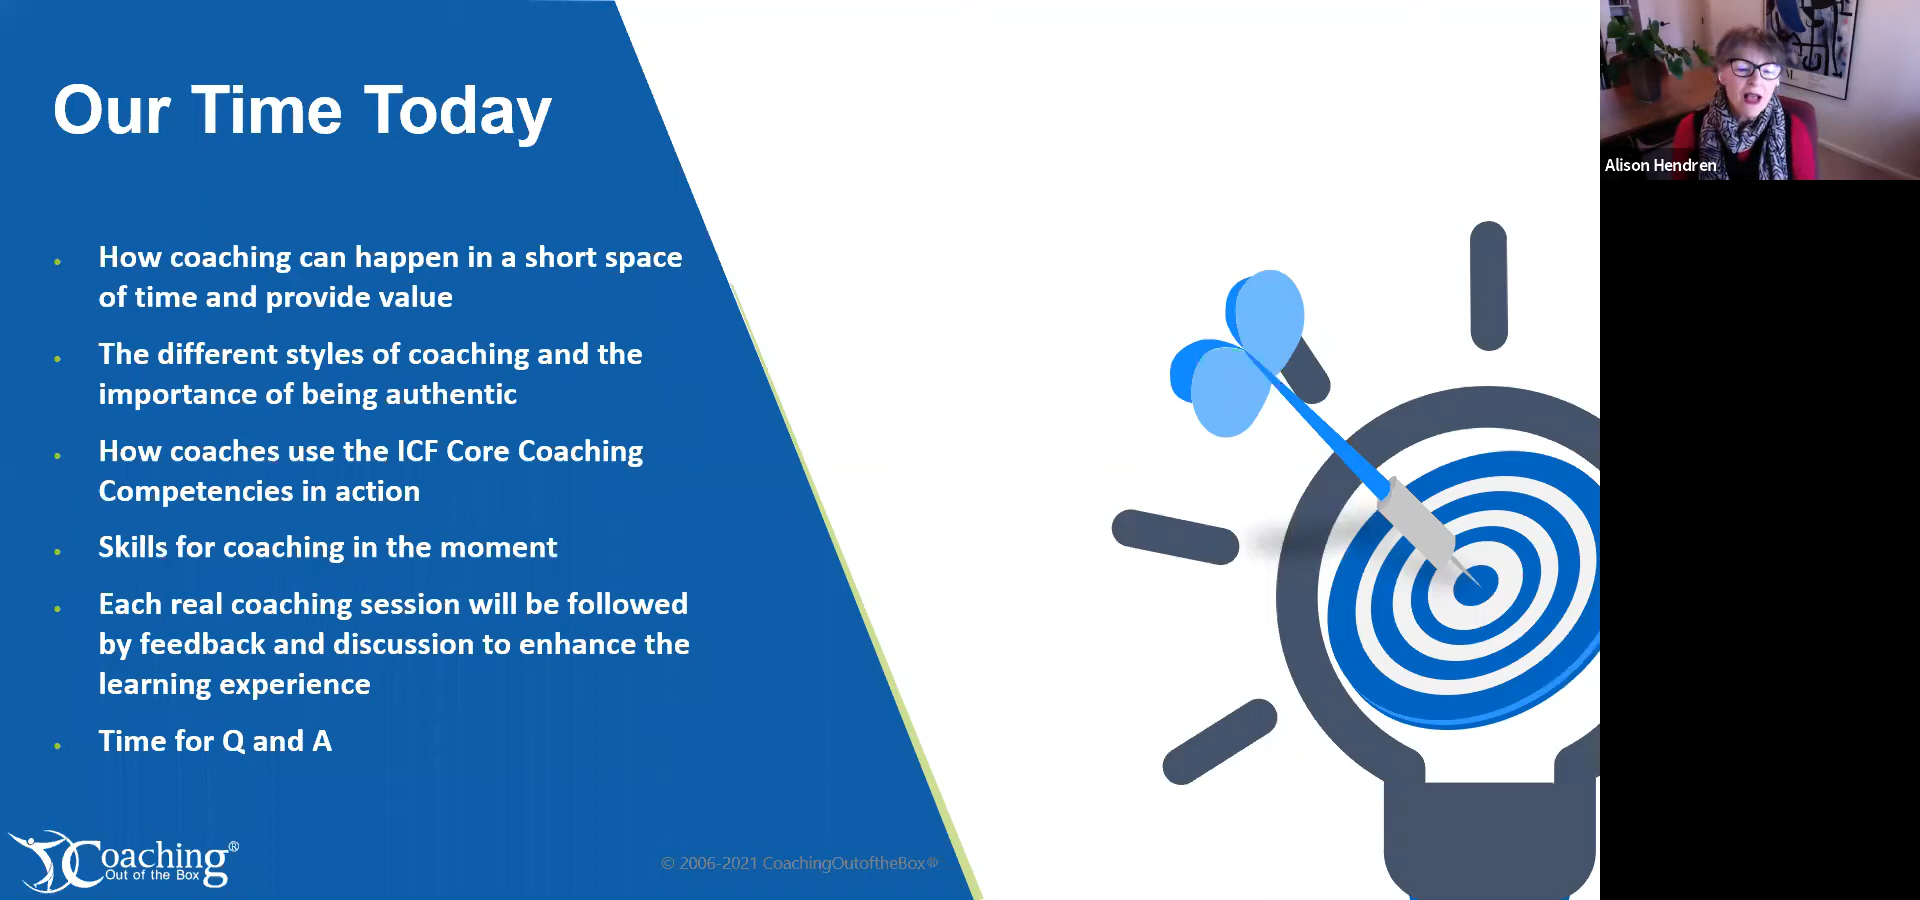 Our Time Today
• How coaching can happen in a short space
of time and provide value
• The different styles of coaching and the
importance of being authentic
• How coaches use the ICF Core Coaching
Competencies in action
• Skills for coaching in the moment
• Each real coaching session will be followed
by feedback and discussion to enhance the
learning experience
• Time for Q and A
Coaching®
Out of the Box
© 2006-2021 CoachingOutoftheBox®
Alison Hendren